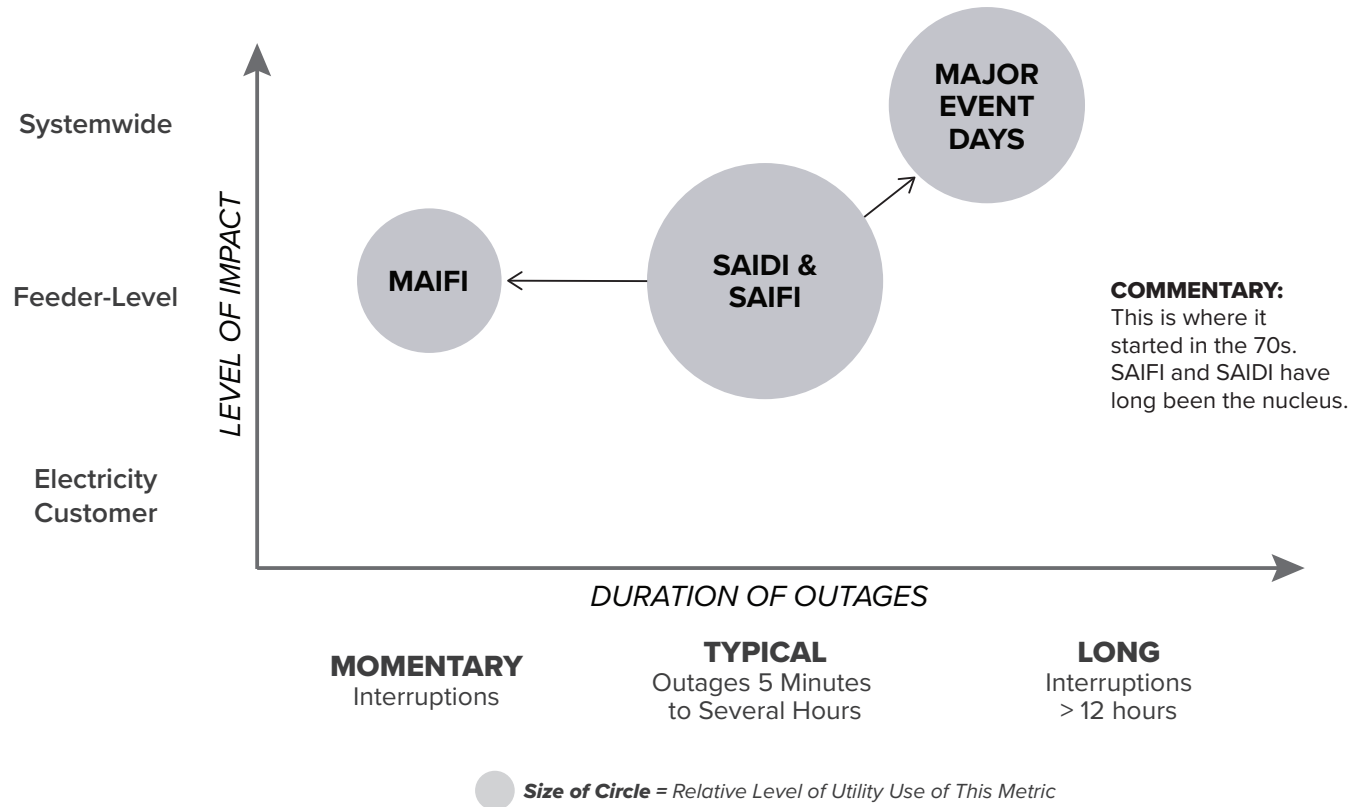 MAJOR
EVENT
DAYS
Systemwide
LEVEL OF IMPACT
MAIFI
SAIDI &
SAIFI
Feeder-Level
COMMENTARY:
This is where it
started in the 70s.
SAIFI and SAIDI have
long been the nucleus.
Electricity
Customer
DURATION OF OUTAGES
MOMENTARY
Interruptions
TYPICAL
Outages 5 Minutes
to Several Hours
LONG
Interruptions
> 12 hours
Size of Circle = Relative Level of Utility Use of This Metric